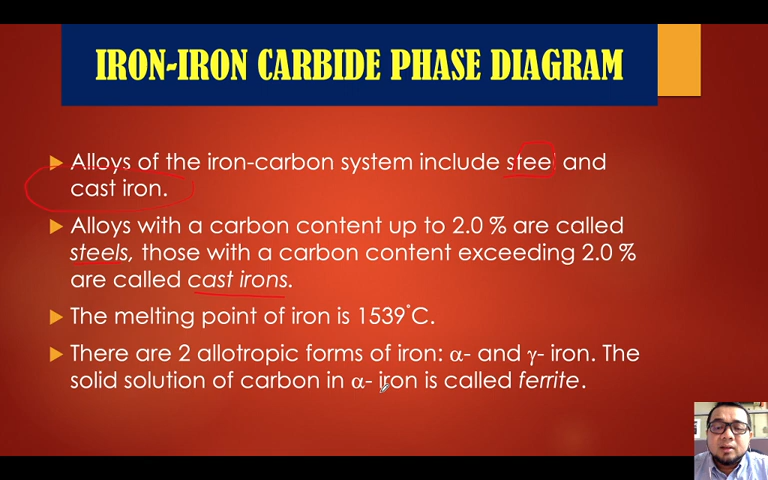 IRON-IRON CARBIDE PHASE DIAGRAM
Alloys of the iron-carbon system include steel and
cast iron.
Alloys with a carbon content up to 2.0 % are called
steels, those with a carbon content exceeding 2.0 %
are called cast irons.
The melting point of iron is 1539°C.
There are 2 allotropic forms of iron: α- and γ- iron. The
solid solution of carbon in α- iron is called ferrite.